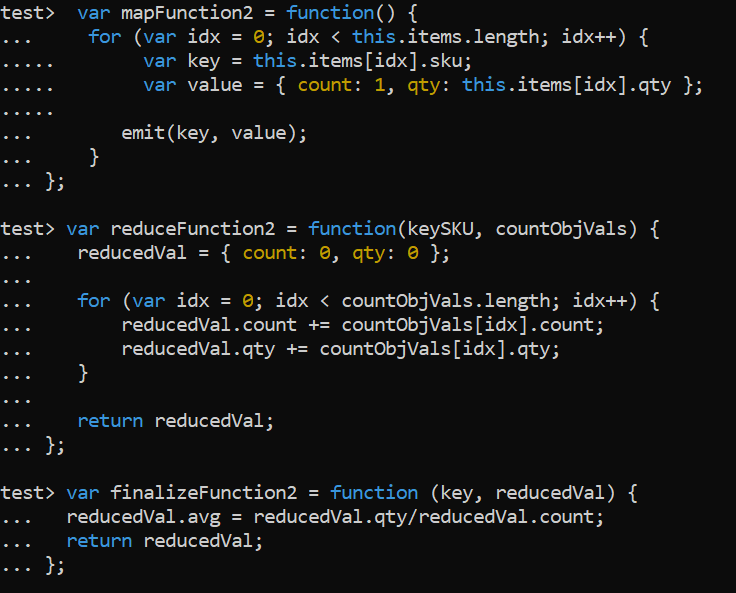 test>  var mapFunction2 = function() {
...     for (var idx = 0; idx < this.items.length; idx++) {
.....        var key = this.items[idx].sku;
.....        var value = { count: 1, qty: this.items[idx].qty };
.....
...        emit(key, value);
...     }
... };

test> var reduceFunction2 = function(keySKU, countObjVals) {
...    reducedVal = { count: 0, qty: 0 };
...
...    for (var idx = 0; idx < countObjVals.length; idx++) {
...        reducedVal.count += countObjVals[idx].count;
...        reducedVal.qty += countObjVals[idx].qty;
...    }
...
...    return reducedVal;
... };

test> var finalizeFunction2 = function (key, reducedVal) {
...   reducedVal.avg = reducedVal.qty/reducedVal.count;
...   return reducedVal;
... };